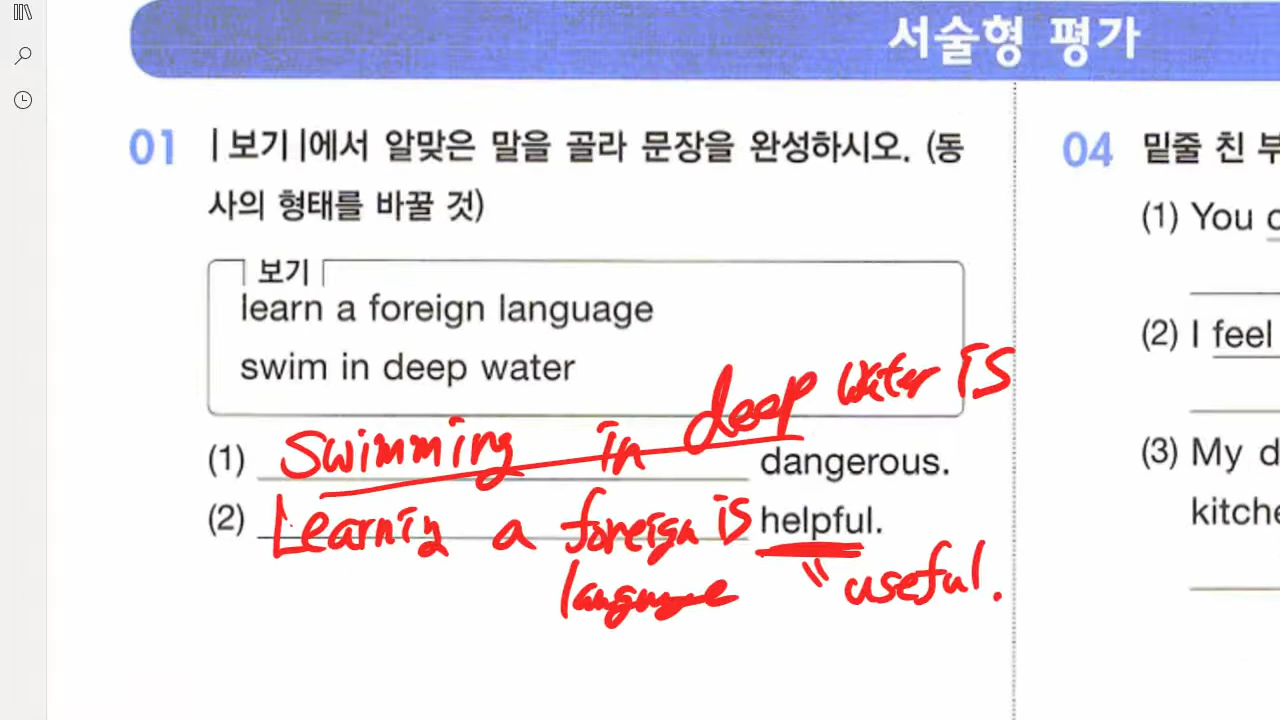 서술형 평가
01 |보기|에서 알맞은 말을 골라 문장을 완성하시오. (동
사의 형태를 바꿀 것)
보기
learn a foreign language
swim in deep water
(1) Swimming in deep water is dangerous.
(2) Learning a foreign is helpful.
language " useful.
04 밑줄 친 부
(1) You c
(2) I feel
(3) My d
kitche